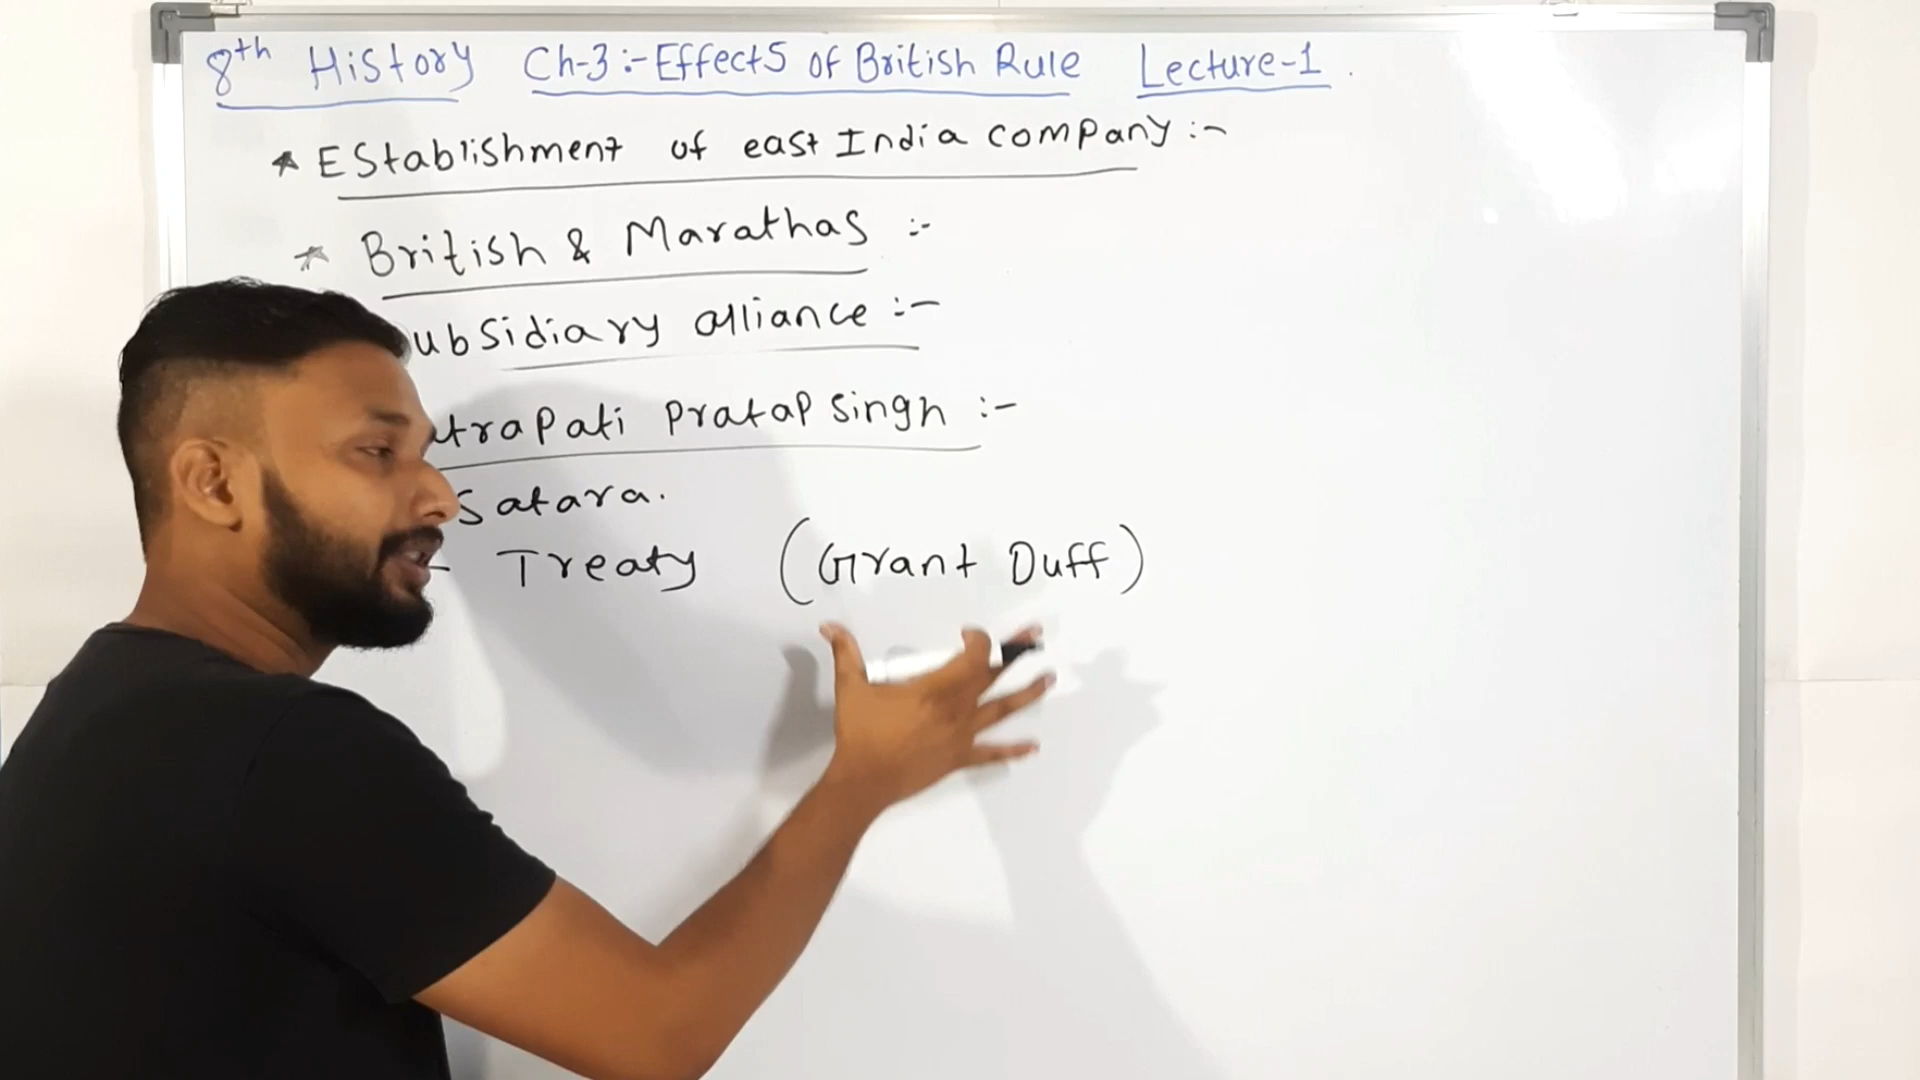 8th History Ch-3:-Effects of British Rule Lecture-1.
* Establishment of east India company:-
* British & Marathas :-
ubsidiary alliance :-
trapati Pratap singh :-
Satara.
- Treaty (Grant Duff)